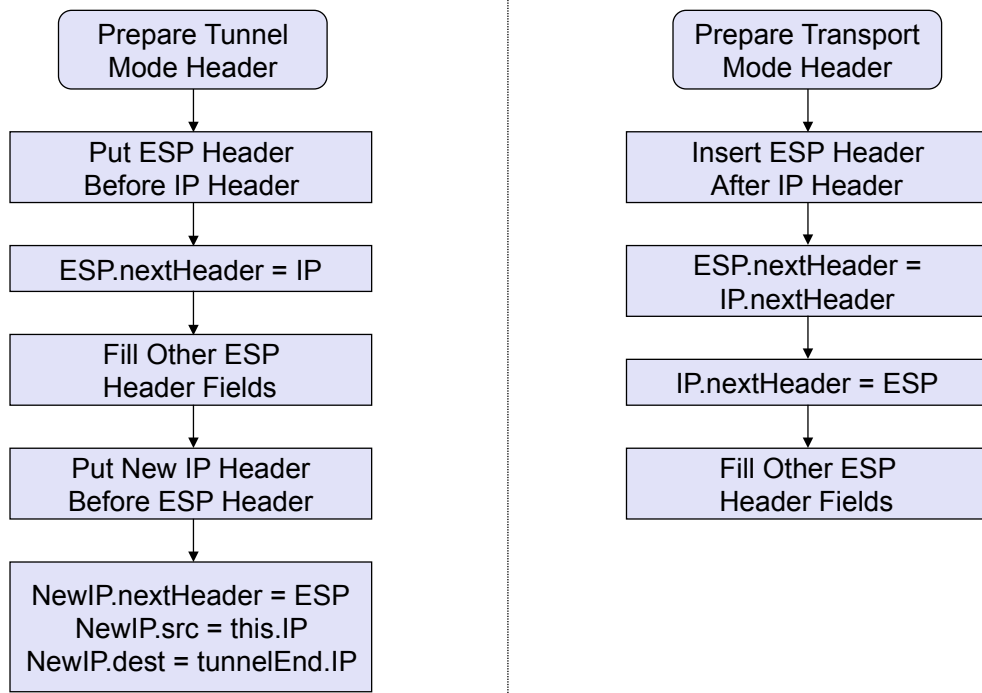 Prepare Tunnel
Mode Header
Put ESP Header
Before IP Header
ESP.nextHeader = IP
Fill Other ESP
Header Fields
Put New IP Header
Before ESP Header
NewIP.nextHeader = ESP
NewIP.src = this.IP
NewIP.dest = tunnelEnd.IP
Prepare Transport
Mode Header
Insert ESP Header
After IP Header
ESP.nextHeader =
IP.nextHeader
IP.nextHeader = ESP
Fill Other ESP
Header Fields